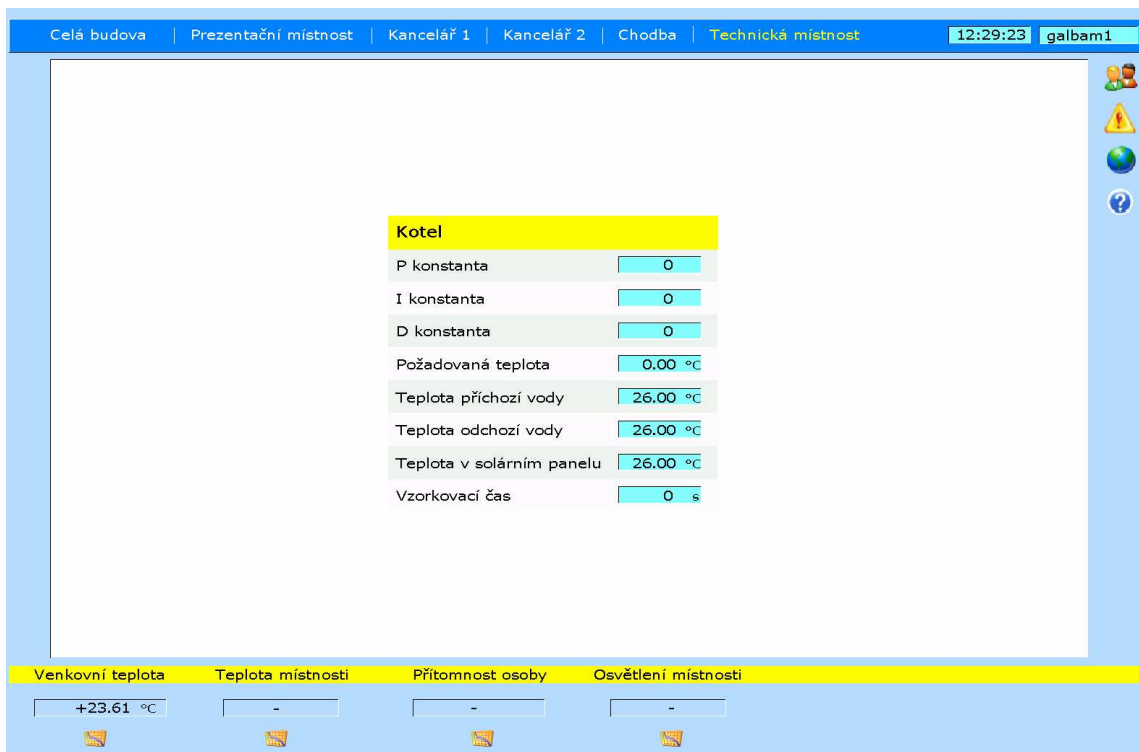 Celá budova | Prezentační místnost | Kancelář 1 | Kancelář 2 | Chodba | Technická místnost 12:29:23 galbam1
Kotel
P konstanta 0
I konstanta 0
D konstanta 0
Požadovaná teplota 0.00 °C
Teplota příchozí vody 26.00 °C
Teplota odchozí vody 26.00 °C
Teplota v solárním panelu 26.00 °C
Vzorkovací čas 0 s
Venkovní teplota Teplota místnosti Přítomnost osoby Osvětlení místnosti
+23.61 °C - - -